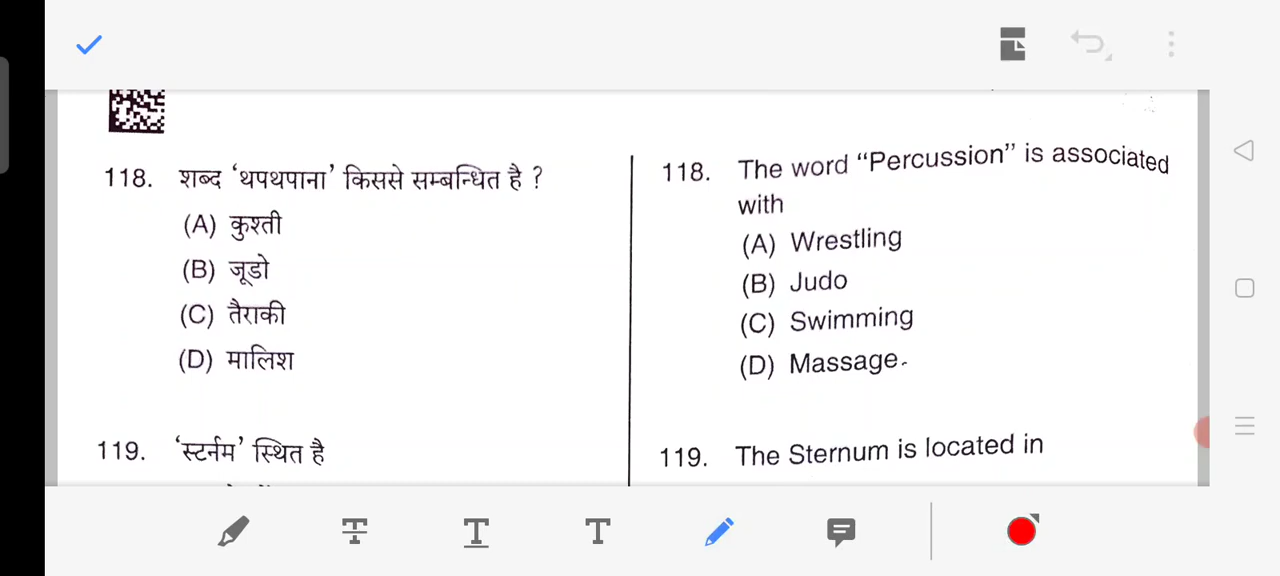 118. शब्द ‘थपथपाना’ किससे सम्बन्धित है ?
(A) कुश्ती
(B) जूडो
(C) तैराकी
(D) मालिश
119. ‘स्टर्नम’ स्थित है
118. The word “Percussion” is associated
with
(A) Wrestling
(B) Judo
(C) Swimming
(D) Massage
119. The Sternum is located in
T
T
T